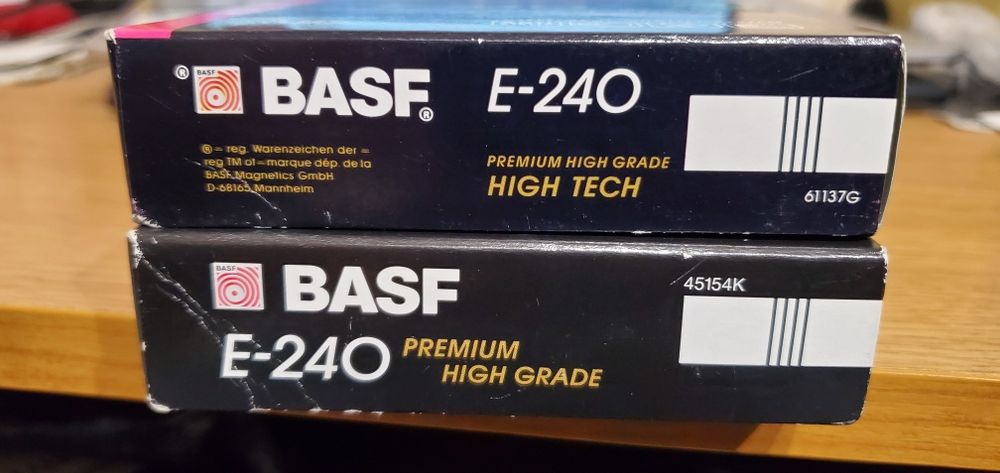 ® BASF BASF® E-240
® = reg. Warenzeichen der =
reg TM of = marque dép. de la
BASF Magnetics GmbH
D-68165 Mannheim
PREMIUM HIGH GRADE
HIGH TECH
61137G
BASF BASF
45154K
E-240 PREMIUM
HIGH GRADE